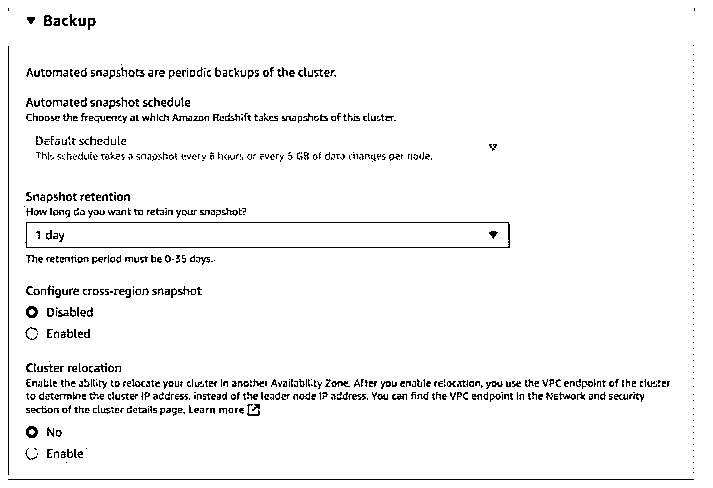 Backup
Automated snapshots are periodic backups of the cluster.
Automated snapshot schedule
Choose the frequency at which Amazon Redshift takes snapshots of this cluster.
Default schedule
This schedule takes a snapshot every 8 hours or every 5 GB of data changes per node.
Snapshot retention
How long do you want to retain your snapshot?
1 day
The retention period must be 0-35 days.
Configure cross-region snapshot
Disabled
Enabled
Cluster relocation
Enable the ability to relocate your cluster in another Availability Zone. After you enable relocation, you use the VPC endpoint of the cluster
to determine the cluster IP address, instead of the leader node IP address. You can find the VPC endpoint in the Network and security
section of the cluster details page. Learn more
No
Enable